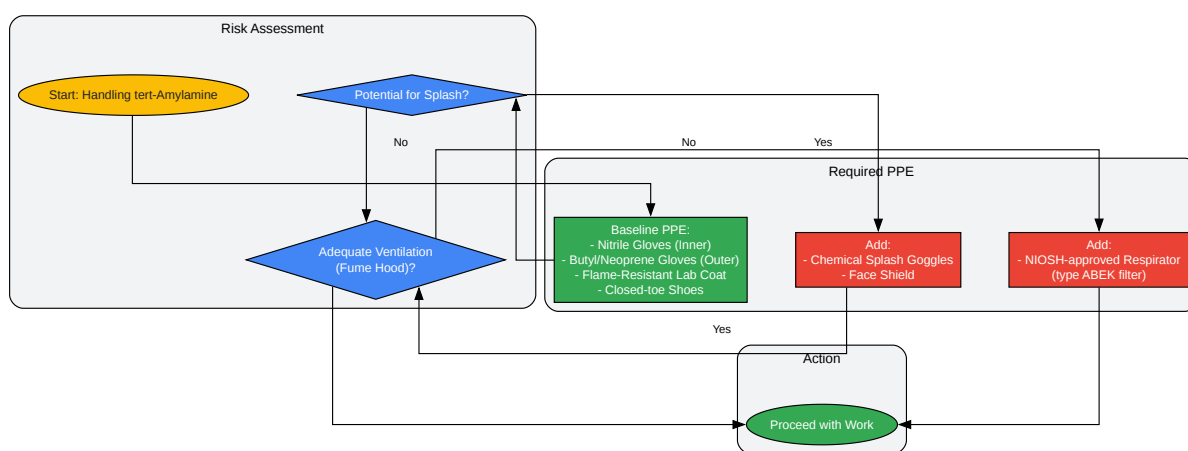 Risk Assessment
Start: Handling tert-Amylamine
Potential for Splash?
No
No
Yes
Required PPE
Adequate Ventilation
(Fume Hood)?
Baseline PPE:
- Nitrile Gloves (Inner)
- Butyl/Neoprene Gloves (Outer)
- Flame-Resistant Lab Coat
- Closed-toe Shoes
Add:
- Chemical Splash Goggles
- Face Shield
Add:
- NIOSH-approved Respirator
(type ABEK filter)
Yes
Action
Proceed with Work